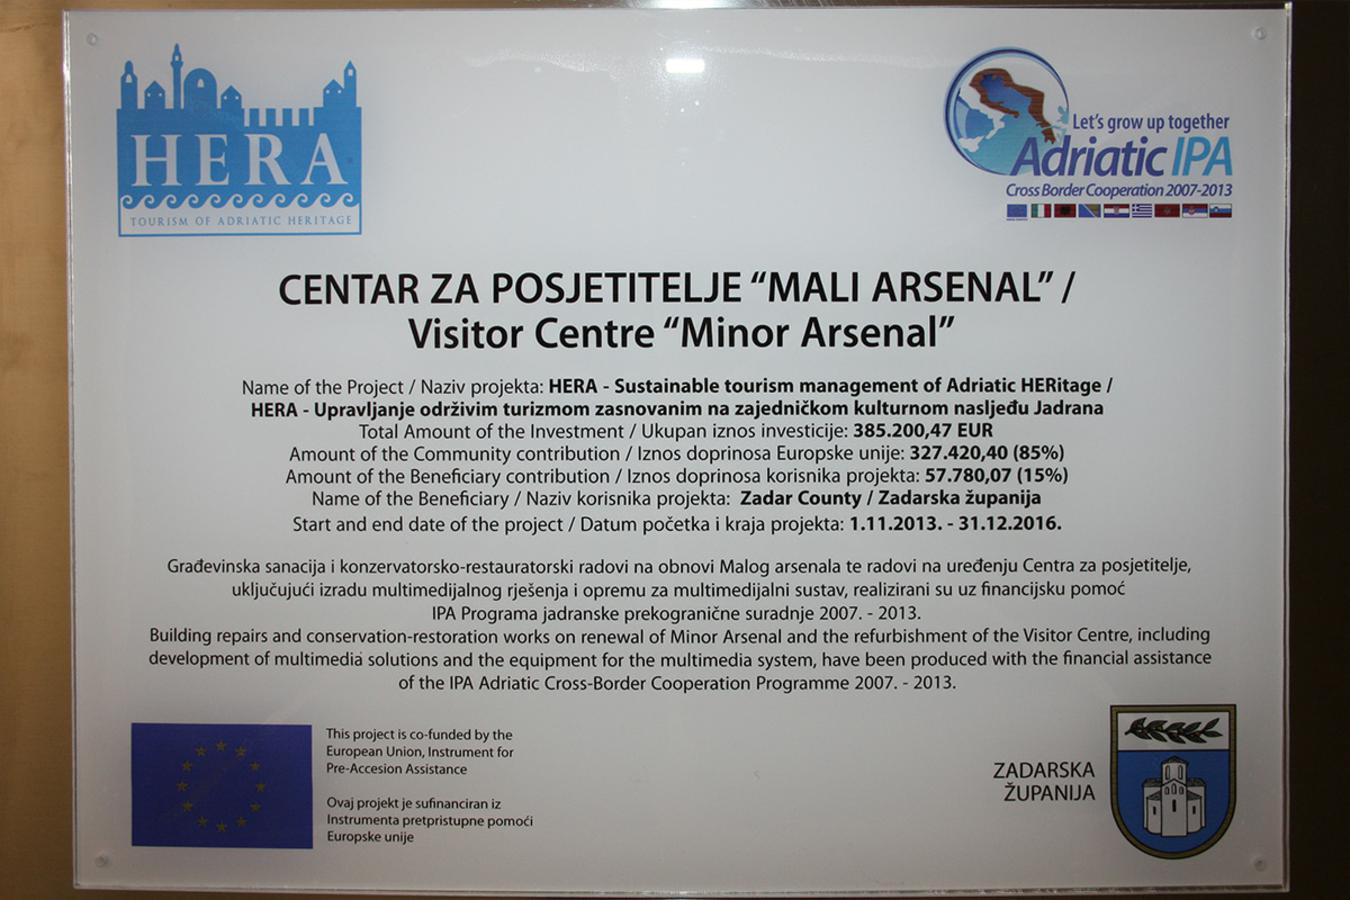 HERA
TOURISM OF ADRIATIC HERITAGE
Let's grow up together
Adriatic IPA
Cross Border Cooperation 2007-2013
CENTAR ZA POSJETITELJE “MALI ARSENAL” /
Visitor Centre “Minor Arsenal”
Name of the Project / Naziv projekta: HERA - Sustainable tourism management of Adriatic HERitage /
HERA - Upravljanje održivim turizmom zasnovanim na zajedničkom kulturnom nasljeđu Jadrana
Total Amount of the Investment / Ukupan iznos investicije: 385.200,47 EUR
Amount of the Community contribution / Iznos doprinosa Europske unije: 327.420,40 (85%)
Amount of the Beneficiary contribution / Iznos doprinosa korisnika projekta: 57.780,07 (15%)
Name of the Beneficiary / Naziv korisnika projekta: Zadar County / Zadarska županija
Start and end date of the project / Datum početka i kraja projekta: 1.11.2013. - 31.12.2016.
Građevinska sanacija i konzervatorsko-restauratorski radovi na obnovi Malog arsenala te radovi na uređenju Centra za posjetitelje,
uključujući izradu multimedijalnog rješenja i opremu za multimedijalni sustav, realizirani su uz financijsku pomoć
IPA Programa jadranske prekogranične suradnje 2007. - 2013.
Building repairs and conservation-restoration works on renewal of Minor Arsenal and the refurbishment of the Visitor Centre, including
development of multimedia solutions and the equipment for the multimedia system, have been produced with the financial assistance
of the IPA Adriatic Cross-Border Cooperation Programme 2007. - 2013.
This project is co-funded by the
European Union, Instrument for
Pre-Accesion Assistance
Ovaj projekt je sufinanciran iz
Instrumenta pretpristupne pomoći
Europske unije
ZADARSKA
ŽUPANIJA